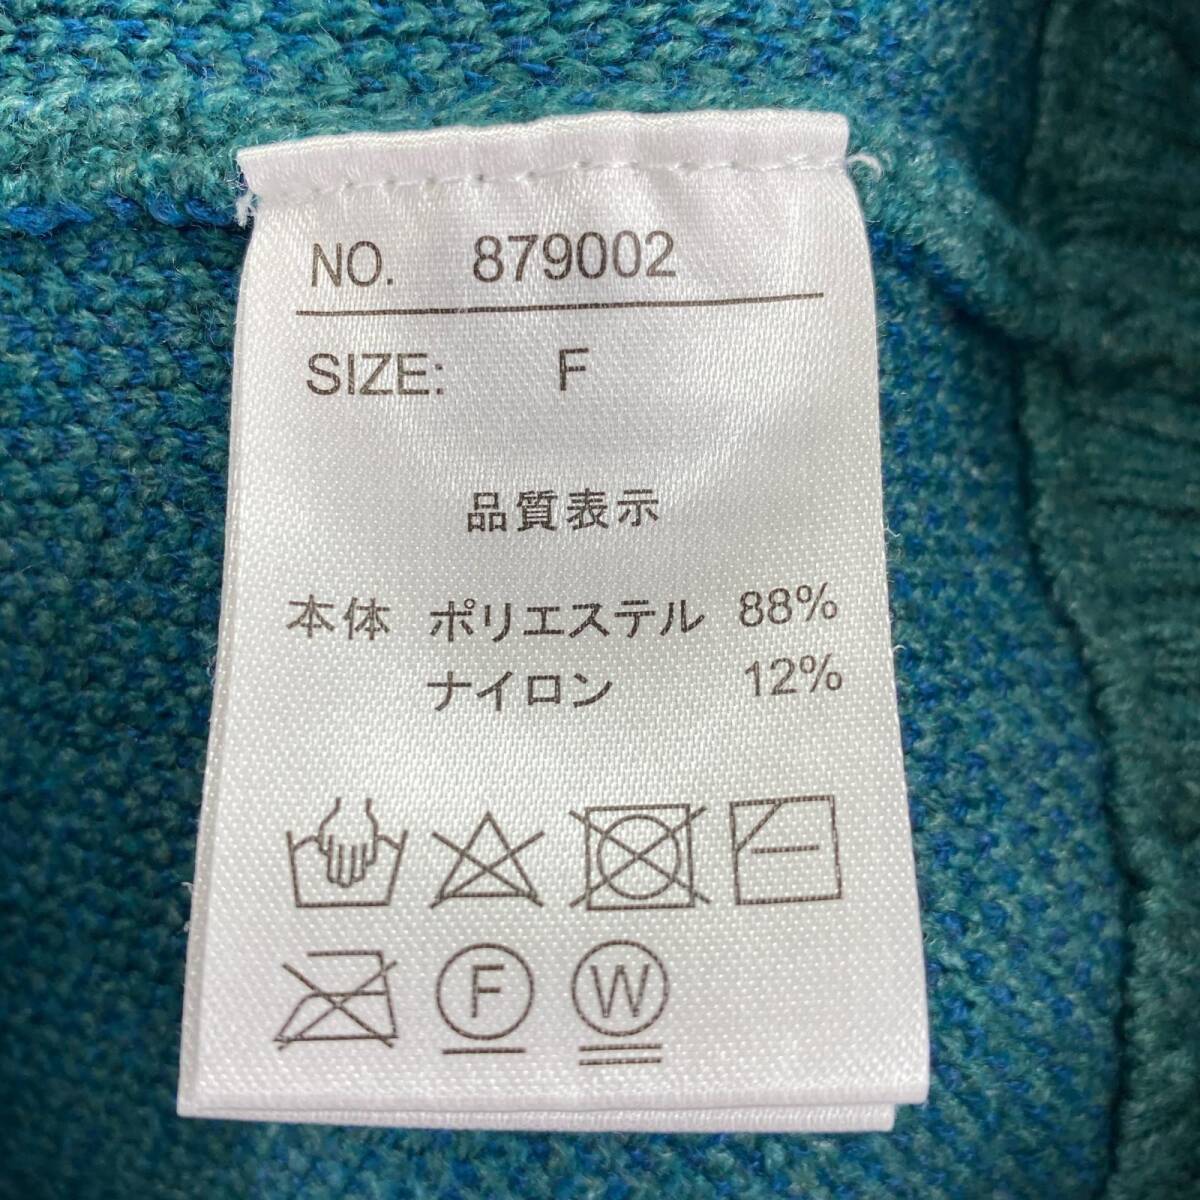 NO. 879002
SIZE: F
品質表示
本体 ポリエステル 88%
ナイロン 12%
F W